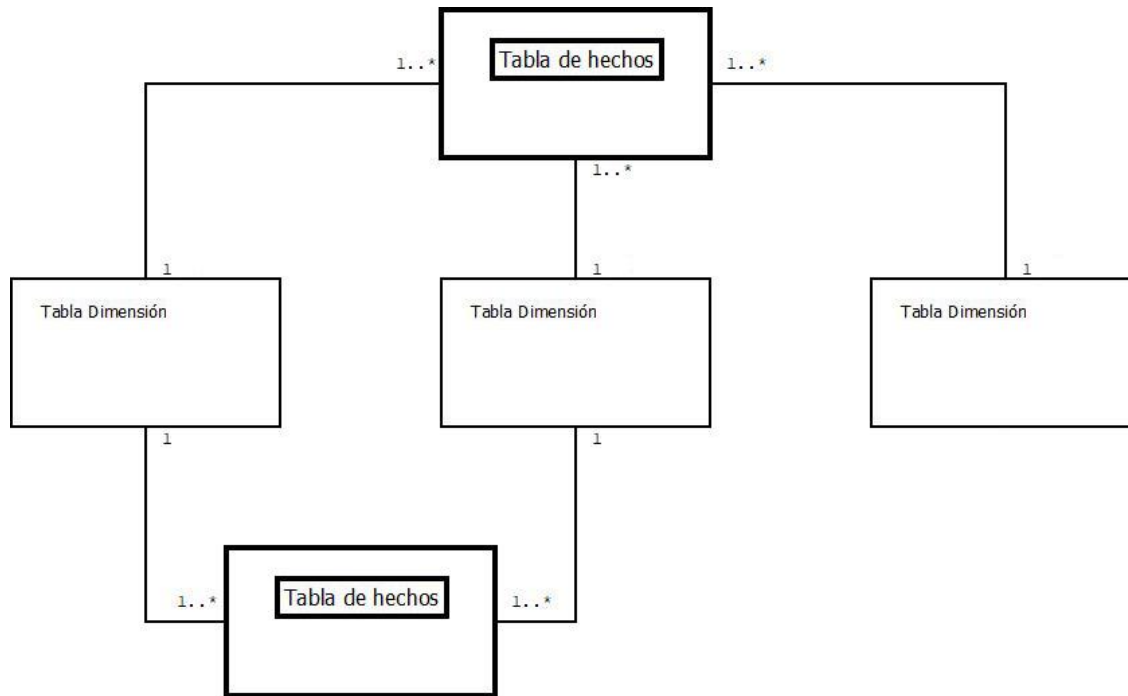 Tabla de hechos
1..*
1..*
1..*
1
1
1
Tabla Dimensión
Tabla Dimensión
Tabla Dimensión
1
1
Tabla de hechos
1..*
1..*